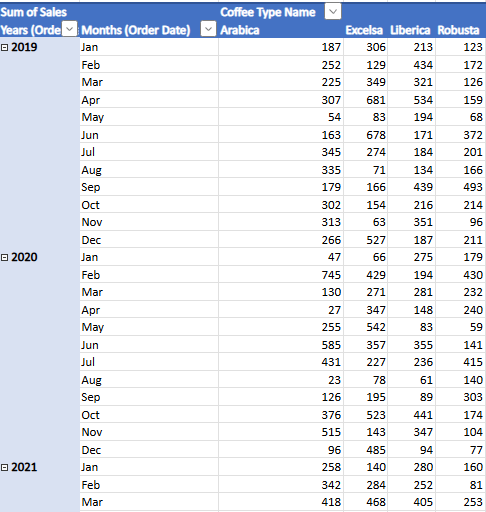 Sum of Sales Coffee Type Name
Years (Orde Months (Order Date) Arabica Excelsa Liberica Robusta
2019 Jan 187 306 213 123
Feb 252 129 434 172
Mar 225 349 321 126
Apr 307 681 534 159
May 54 83 194 68
Jun 163 678 171 372
Jul 345 274 184 201
Aug 335 71 134 166
Sep 179 166 439 493
Oct 302 154 216 214
Nov 313 63 351 96
Dec 266 527 187 211
2020 Jan 47 66 275 179
Feb 745 429 194 430
Mar 130 271 281 232
Apr 27 347 148 240
May 255 542 83 59
Jun 585 357 355 141
Jul 431 227 236 415
Aug 23 78 61 140
Sep 126 195 89 303
Oct 376 523 441 174
Nov 515 143 347 104
Dec 96 485 94 77
2021 Jan 258 140 280 160
Feb 342 284 252 81
Mar 418 468 405 253